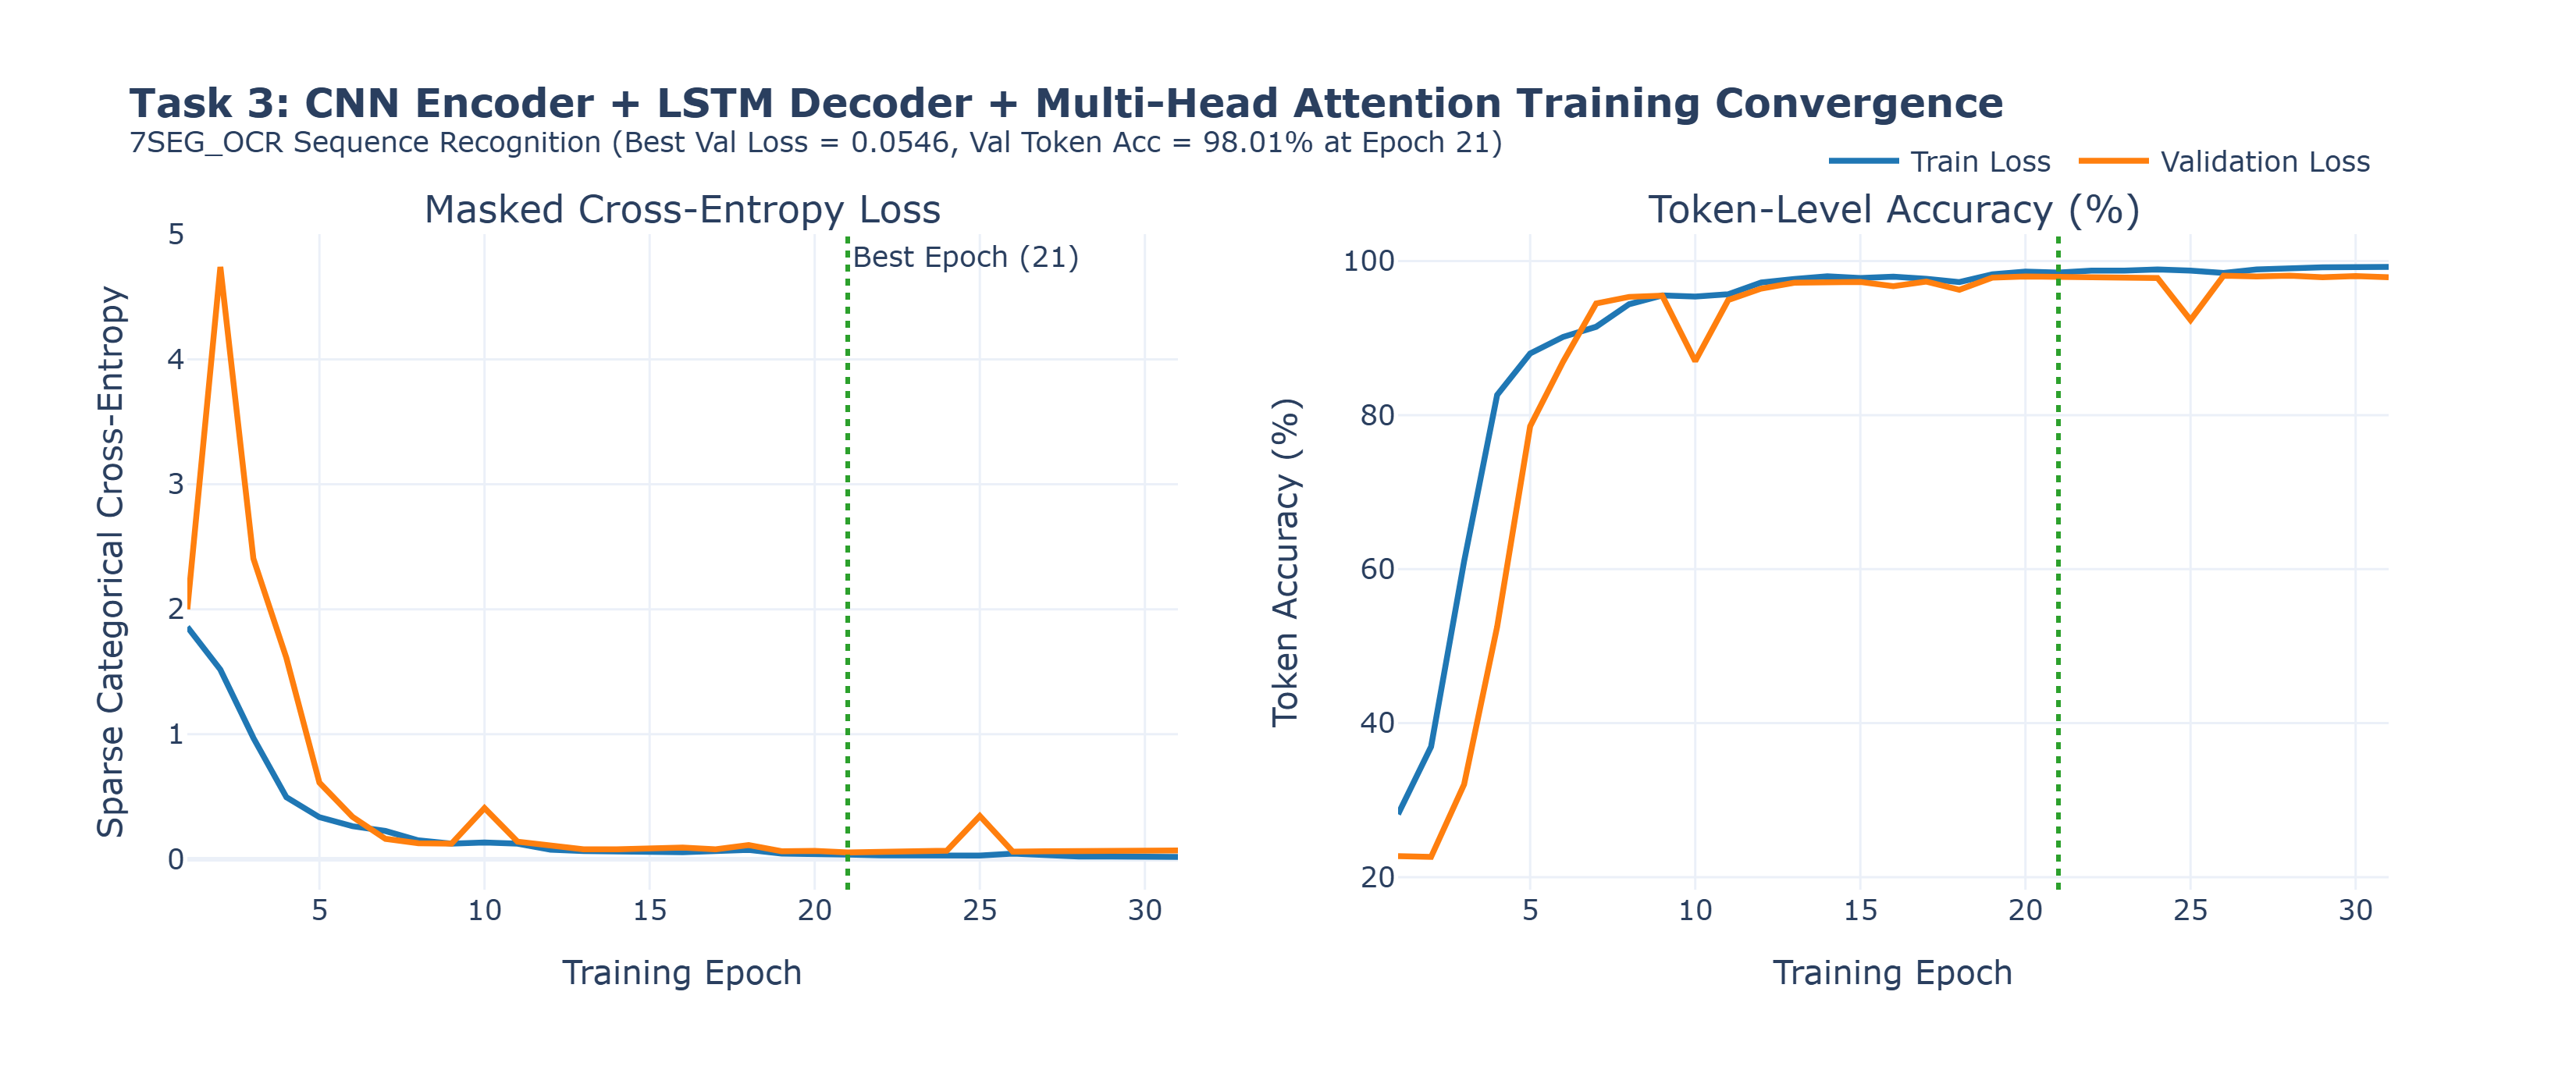 Task 3: CNN Encoder + LSTM Decoder + Multi-Head Attention Training Convergence
7SEG_OCR Sequence Recognition (Best Val Loss = 0.0546, Val Token Acc = 98.01% at Epoch 21)
Train Loss
Validation Loss
Masked Cross-Entropy Loss
Sparse Categorical Cross-Entropy
5
4
3
2
1
0
Best Epoch (21)
5 10 15 20 25 30
Training Epoch
Token-Level Accuracy (%)
Token Accuracy (%)
100
80
60
40
20
5 10 15 20 25 30
Training Epoch